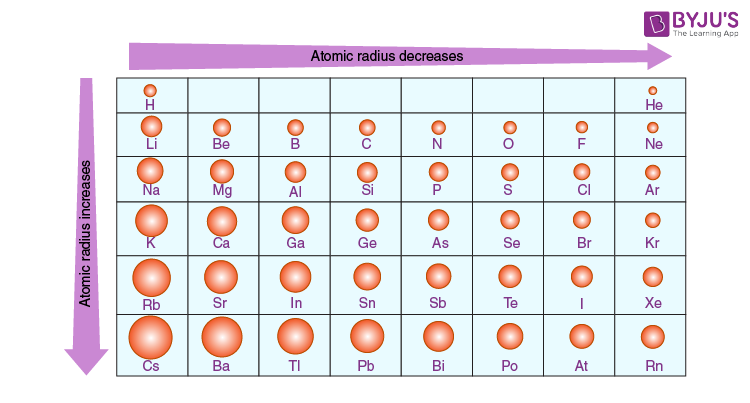 BYJU'S
The Learning App
Atomic radius decreases
Atomic radius increases
H He
Li Be B C N O F Ne
Na Mg Al Si P S Cl Ar
K Ca Ga Ge As Se Br Kr
Rb Sr In Sn Sb Te I Xe
Cs Ba Tl Pb Bi Po At Rn